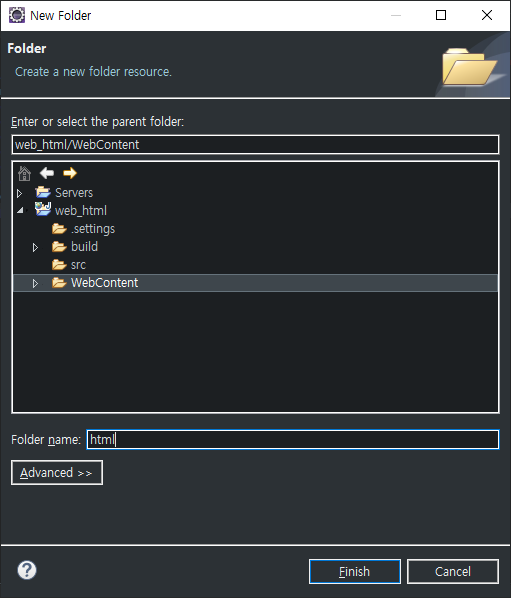 New Folder
Folder
Create a new folder resource.
Enter or select the parent folder:
web_html/WebContent
Servers
web_html
.settings
build
src
WebContent
Folder name: html
Advanced >>
Finish Cancel